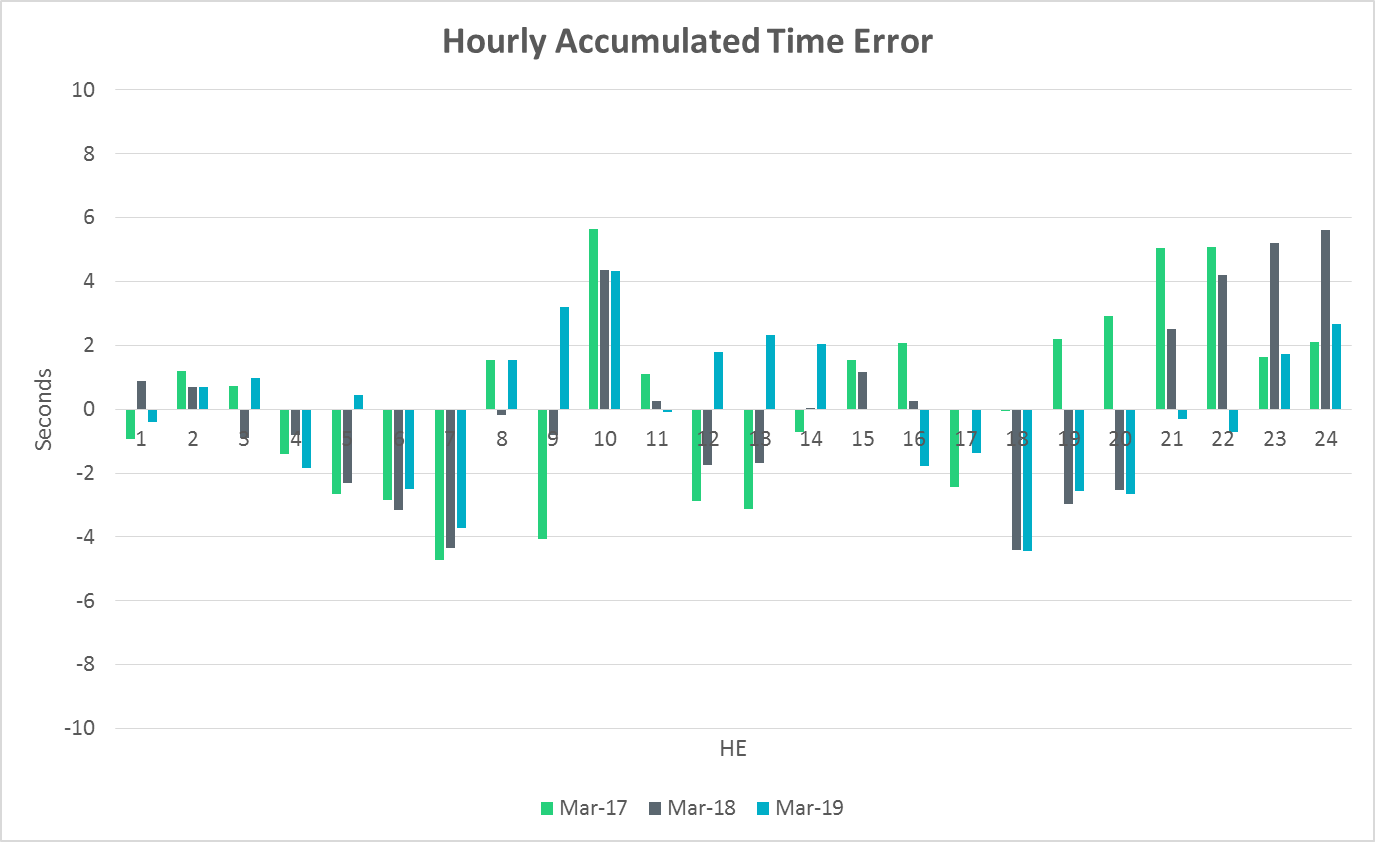 Hourly Accumulated Time Error
10
8
6
4
2
0
-2
-4
-6
-8
-10
Seconds
1 2 3 4 5 6 7 8 9 10 11 12 13 14 15 16 17 18 19 20 21 22 23 24
HE
Mar-17 Mar-18 Mar-19